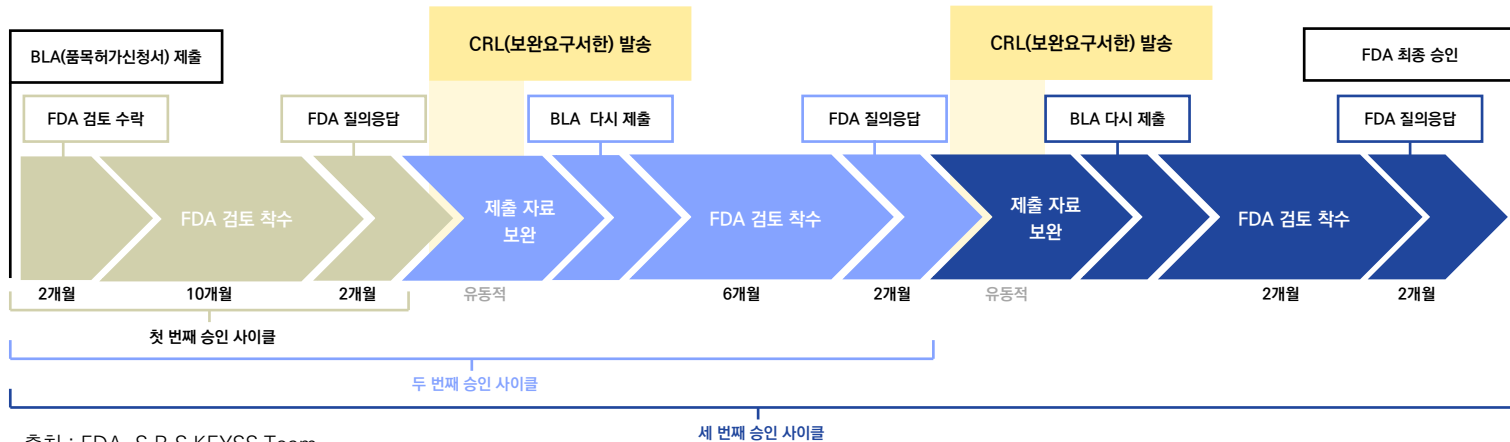 CRL(보완요구서한) 발송
CRL(보완요구서한) 발송
BLA(품목허가신청서) 제출
FDA 최종 승인
FDA 검토 수락
FDA 질의응답
BLA 다시 제출
FDA 질의응답
BLA 다시 제출
FDA 질의응답
FDA 검토 착수
제출 자료
보완
FDA 검토 착수
제출 자료
보완
FDA 검토 착수
2개월
10개월
2개월
유동적
6개월
2개월
유동적
2개월
2개월
첫 번째 승인 사이클
두 번째 승인 사이클
세 번째 승인 사이클
출처 : FDA, S.R.S KEYSS Team